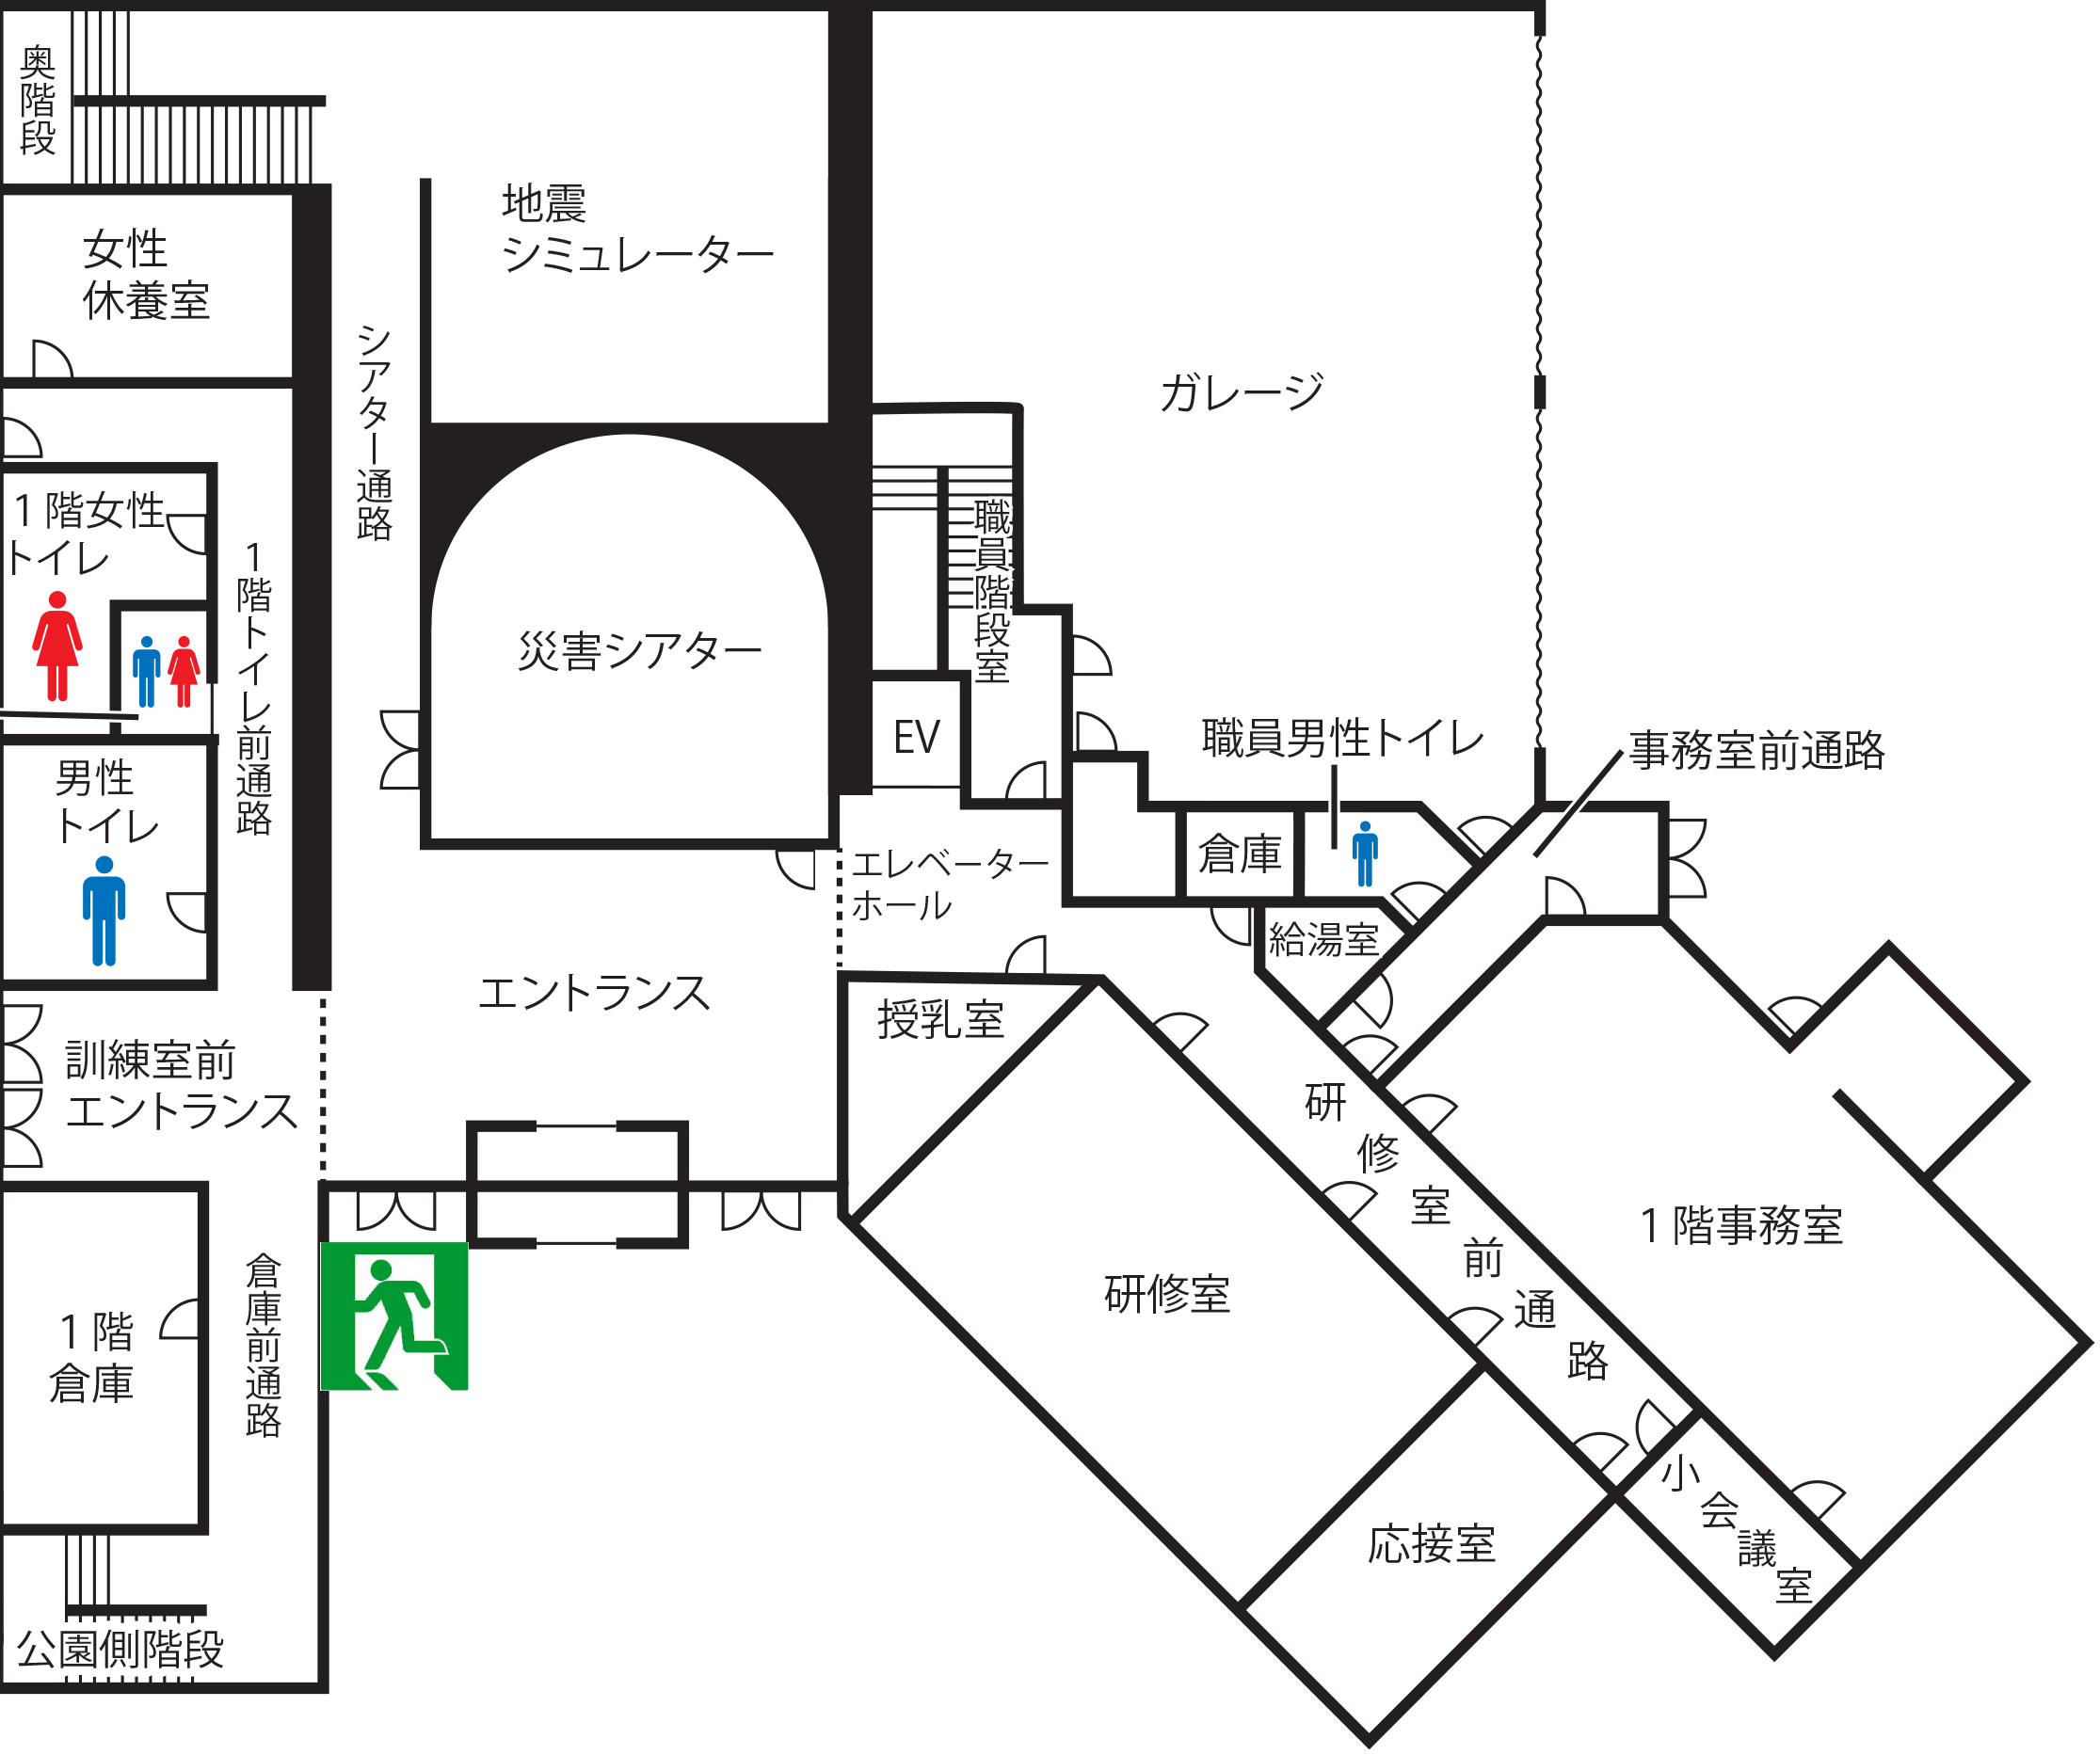 奥階段
女性
休養室
地震
シミュレーター
シアター通路
ガレージ
1階女性
トイレ
1階トイレ前通路
職員階段室
災害シアター
EV
職員男性トイレ
事務室前通路
男性
トイレ
倉庫
エレベーター
ホール
給湯室
エントランス
授乳室
訓練室前
エントランス
研修室前通路
1階事務室
倉庫前通路
研修室
1階
倉庫
小会議室
応接室
公園側階段